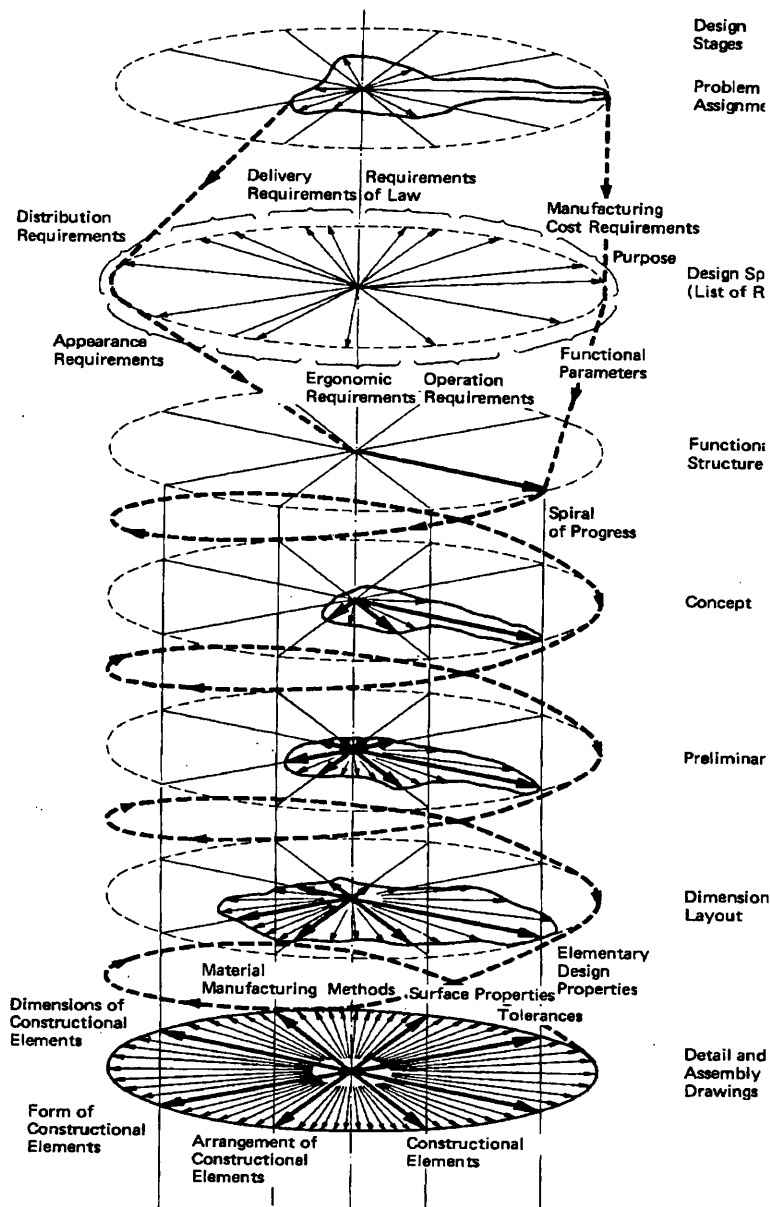 Design
Stages
Problem
Assignme
Delivery
Requirements
Requirements
of Law
Distribution
Requirements
Manufacturing
Cost Requirements
Purpose
Design Sp
(List of R
Appearance
Requirements
Ergonomic
Requirements
Operation
Requirements
Functional
Parameters
Functiona
Structure
Spiral
of Progress
Concept
Preliminar
Dimension
Layout
Elementary
Design
Properties
Material
Manufacturing Methods
Surface Properties
Tolerances
Dimensions of
Constructional
Elements
Detail and
Assembly
Drawings
Form of
Constructional
Elements
Arrangement of
Constructional
Elements
Constructional
Elements